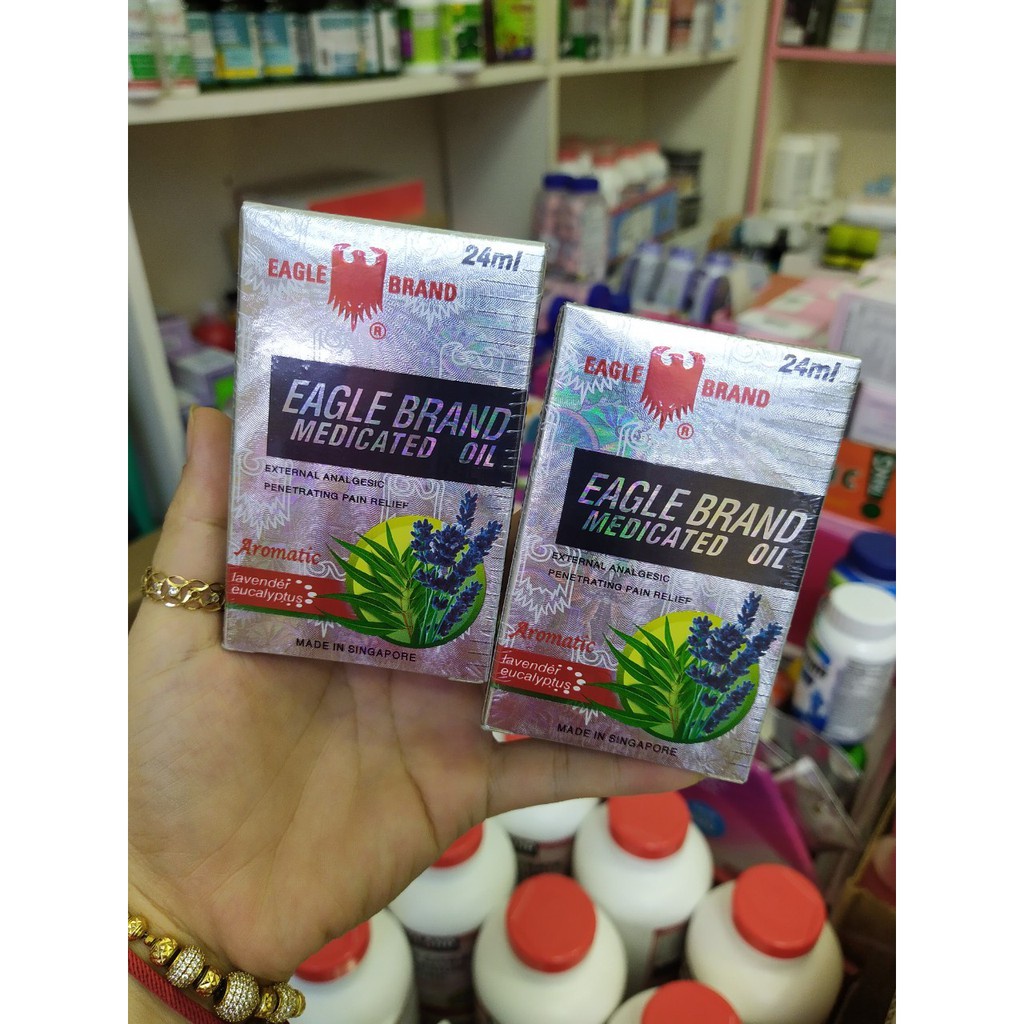 EAGLE BRAND
24ml
®
EAGLE BRAND
MEDICATED OIL
EXTERNAL ANALGESIC
PENETRATING PAIN RELIEF
Aromatic
lavender
eucalyptus
MADE IN SINGAPORE
EAGLE BRAND
24ml
®
EAGLE BRAND
MEDICATED OIL
EXTERNAL ANALGESIC
PENETRATING PAIN RELIEF
Aromatic
lavender
eucalyptus
MADE IN SINGAPORE